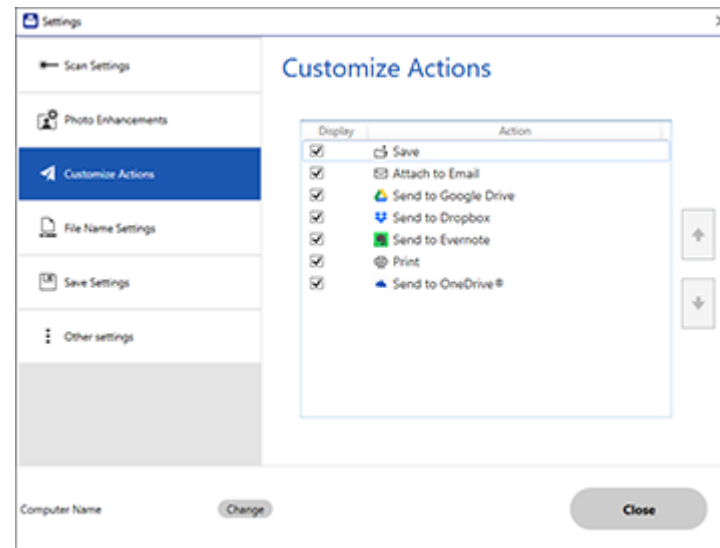 Settings
Scan Settings
Photo Enhancements
Customize Actions
File Name Settings
Save Settings
Other settings
Customize Actions
Display Action
Save
Attach to Email
Send to Google Drive
Send to Dropbox
Send to Evernote
Print
Send to OneDrive®
Computer Name
Change
Close